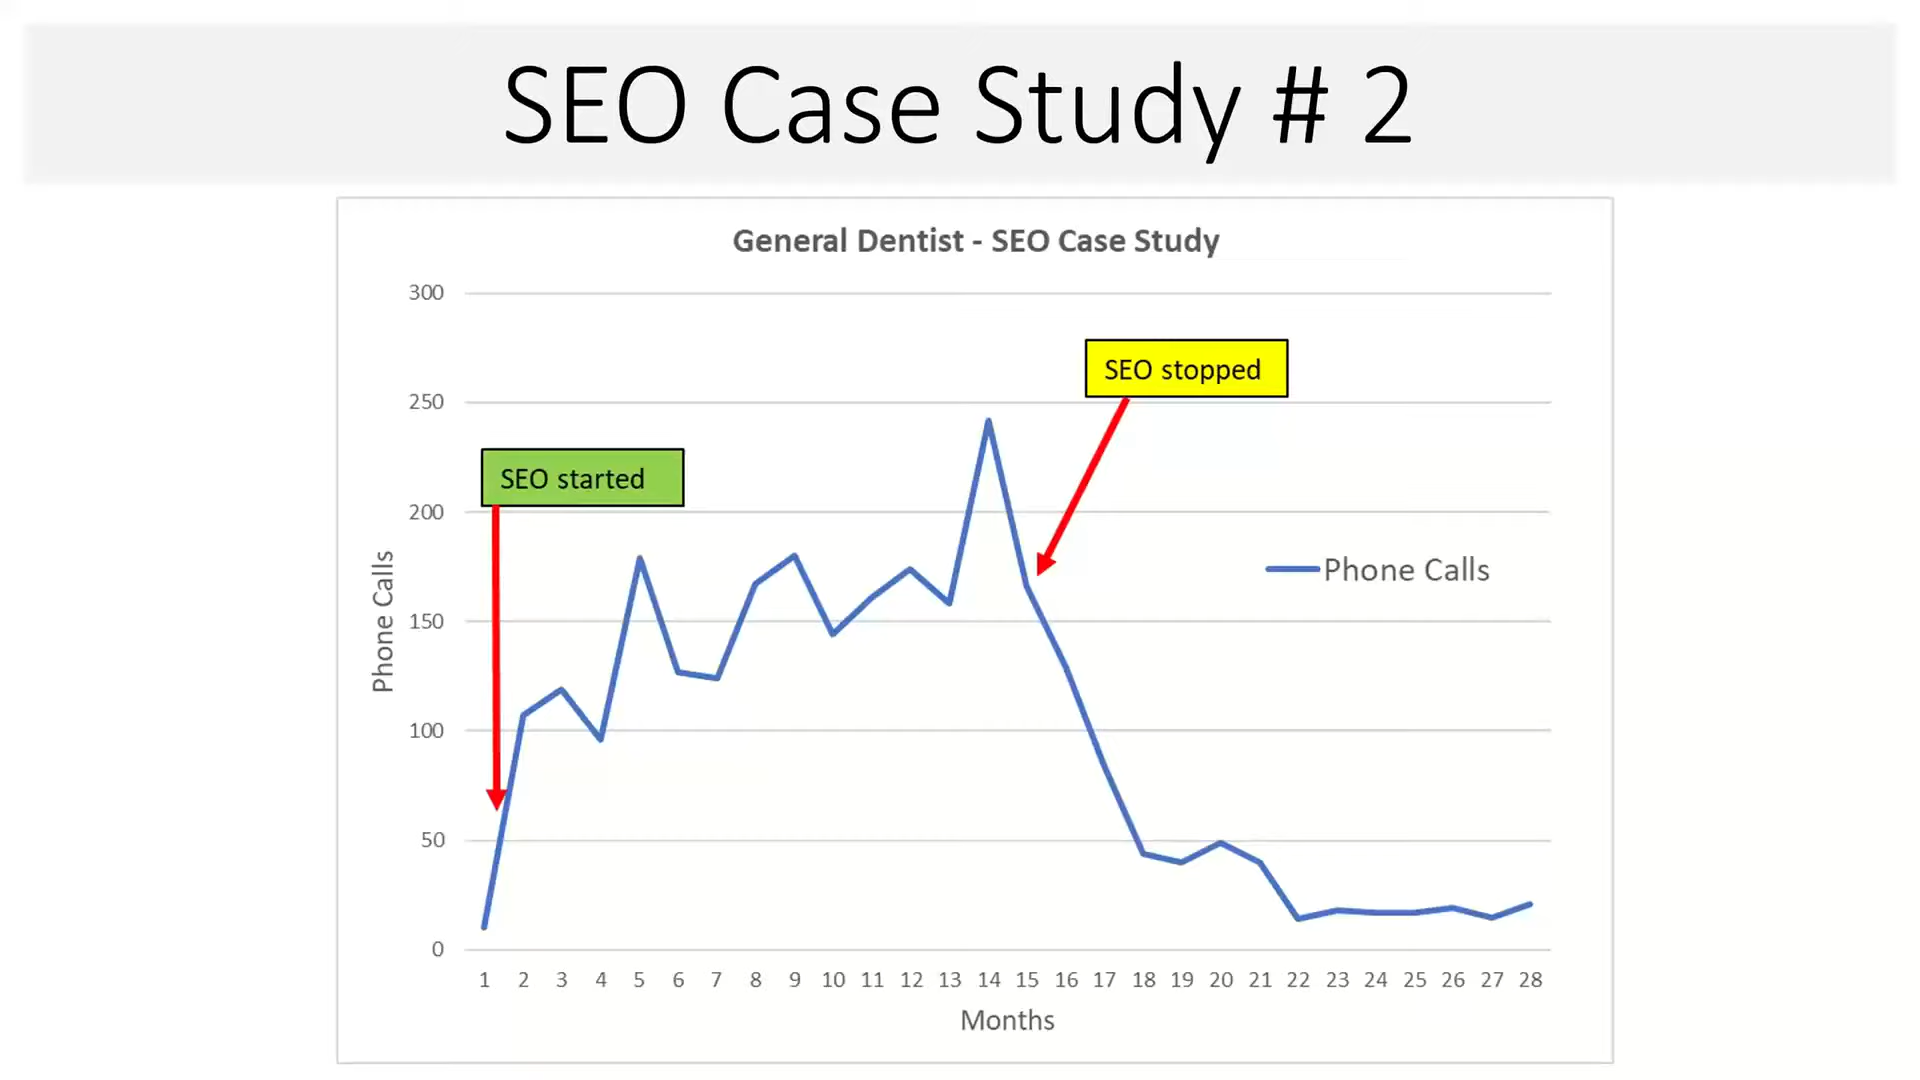 SEO Case Study # 2
General Dentist - SEO Case Study
300
SEO stopped
250
SEO started
200
Phone Calls
Phone Calls
150
100
50
0
1 2 3 4 5 6 7 8 9 10 11 12 13 14 15 16 17 18 19 20 21 22 23 24 25 26 27 28
Months